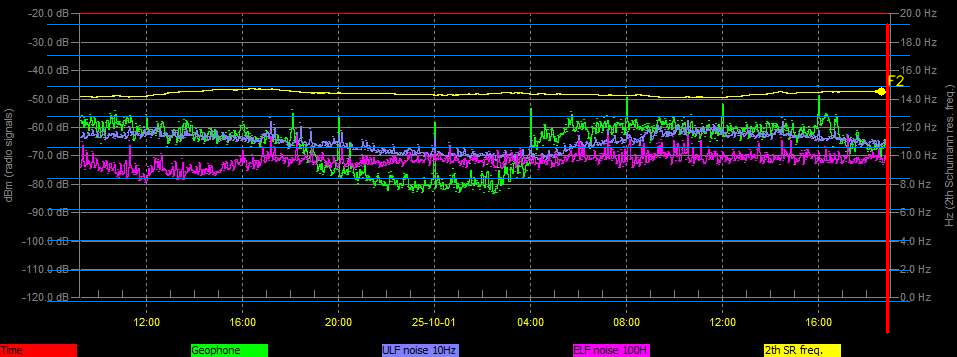 -20.0 dB 20.0 Hz
-30.0 dB 18.0 Hz
-40.0 dB 16.0 Hz
F2
-50.0 dB 14.0 Hz
-60.0 dB 12.0 Hz
-70.0 dB 10.0 Hz
-80.0 dB 8.0 Hz
-90.0 dB 6.0 Hz
-100.0 dB 4.0 Hz
-110.0 dB 2.0 Hz
-120.0 dB 0.0 Hz
dBm (radio signals)
Hz (2th Schumann res. freq.)
12:00 16:00 20:00 25-10-01 04:00 08:00 12:00 16:00
Time Geophone ULF noise 10Hz ELF noise 100H 2th SR freq.